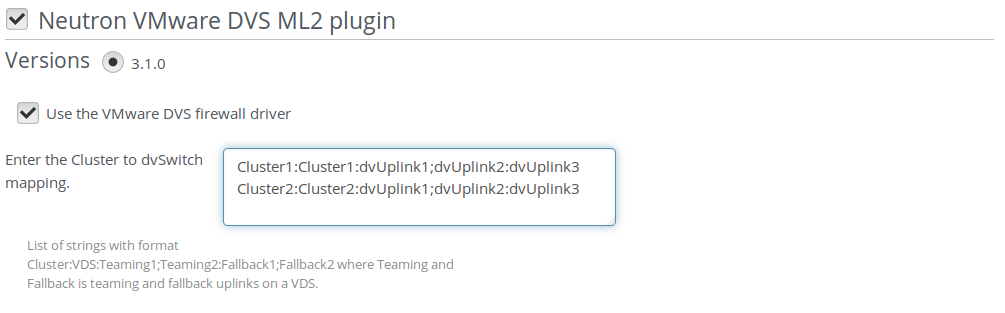 Neutron VMware DVS ML2 plugin
Versions 3.1.0
Use the VMware DVS firewall driver
Enter the Cluster to dvSwitch
mapping.
Cluster1:Cluster1:dvUplink1;dvUplink2:dvUplink3
Cluster2:Cluster2:dvUplink1;dvUplink2:dvUplink3
List of strings with format
Cluster:VDS:Teaming1;Teaming2:Fallback1;Fallback2 where Teaming and
Fallback is teaming and fallback uplinks on a VDS.